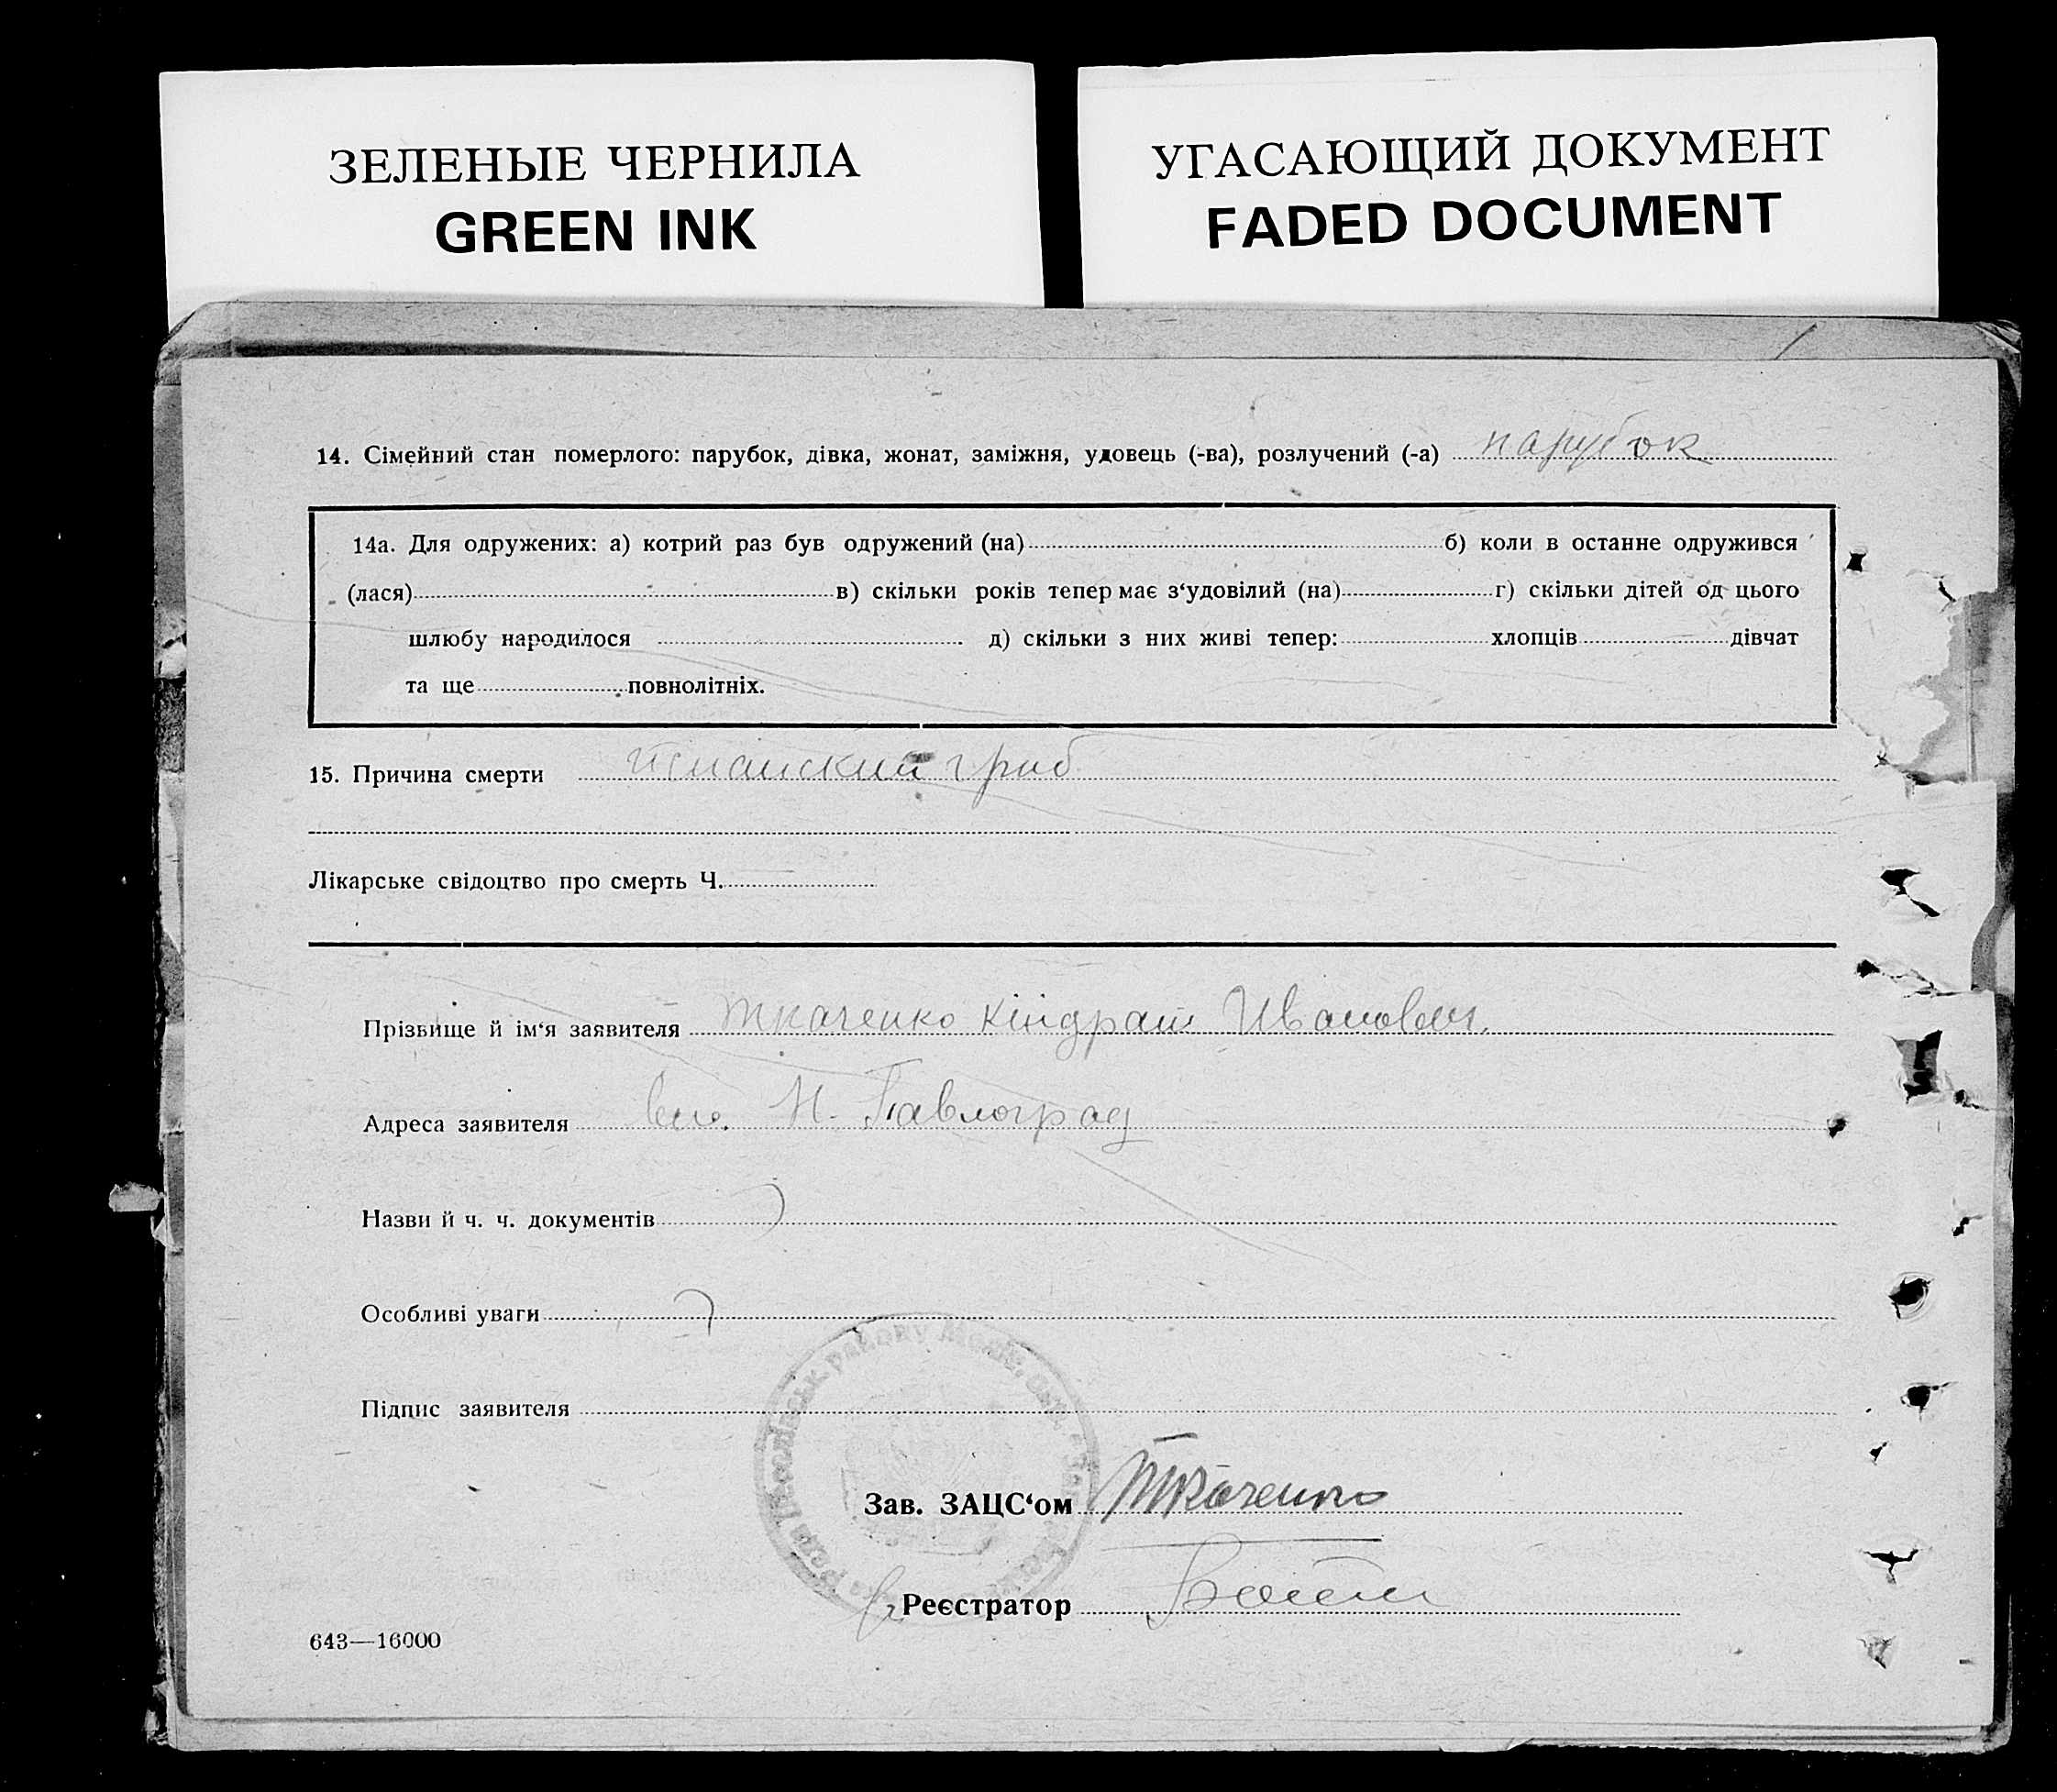 ЗЕЛЕНЫЕ ЧЕРНИЛА
GREEN INK
УГАСАЮЩИЙ ДОКУМЕНТ
FADED DOCUMENT
14. Сімейний стан померлого: парубок, дівка, жонат, заміжня, удовець (-ва), розлучений (-а) парубок
14а. Для одружених: а) котрий раз був одружений (на) б) коли в останне одружився
(лася) в) скільки років тепер має з‘удовілий (на) г) скільки дітей од цього
шлюбу народилося д) скільки з них живі тепер: хлопців дівчат
та ще повнолітніх.
15. Причина смерти испанский грип
Лікарське свідоцтво про смерть Ч.
Прізвище й ім‘я заявителя Ткаченко Кіндрат Иванович
Адреса заявителя Н. Павлоград
Назви й ч. ч. документів
Особливі уваги
Підпис заявителя
Зав. ЗАЦС‘ом Ткаченко
Реєстратор
643—16000